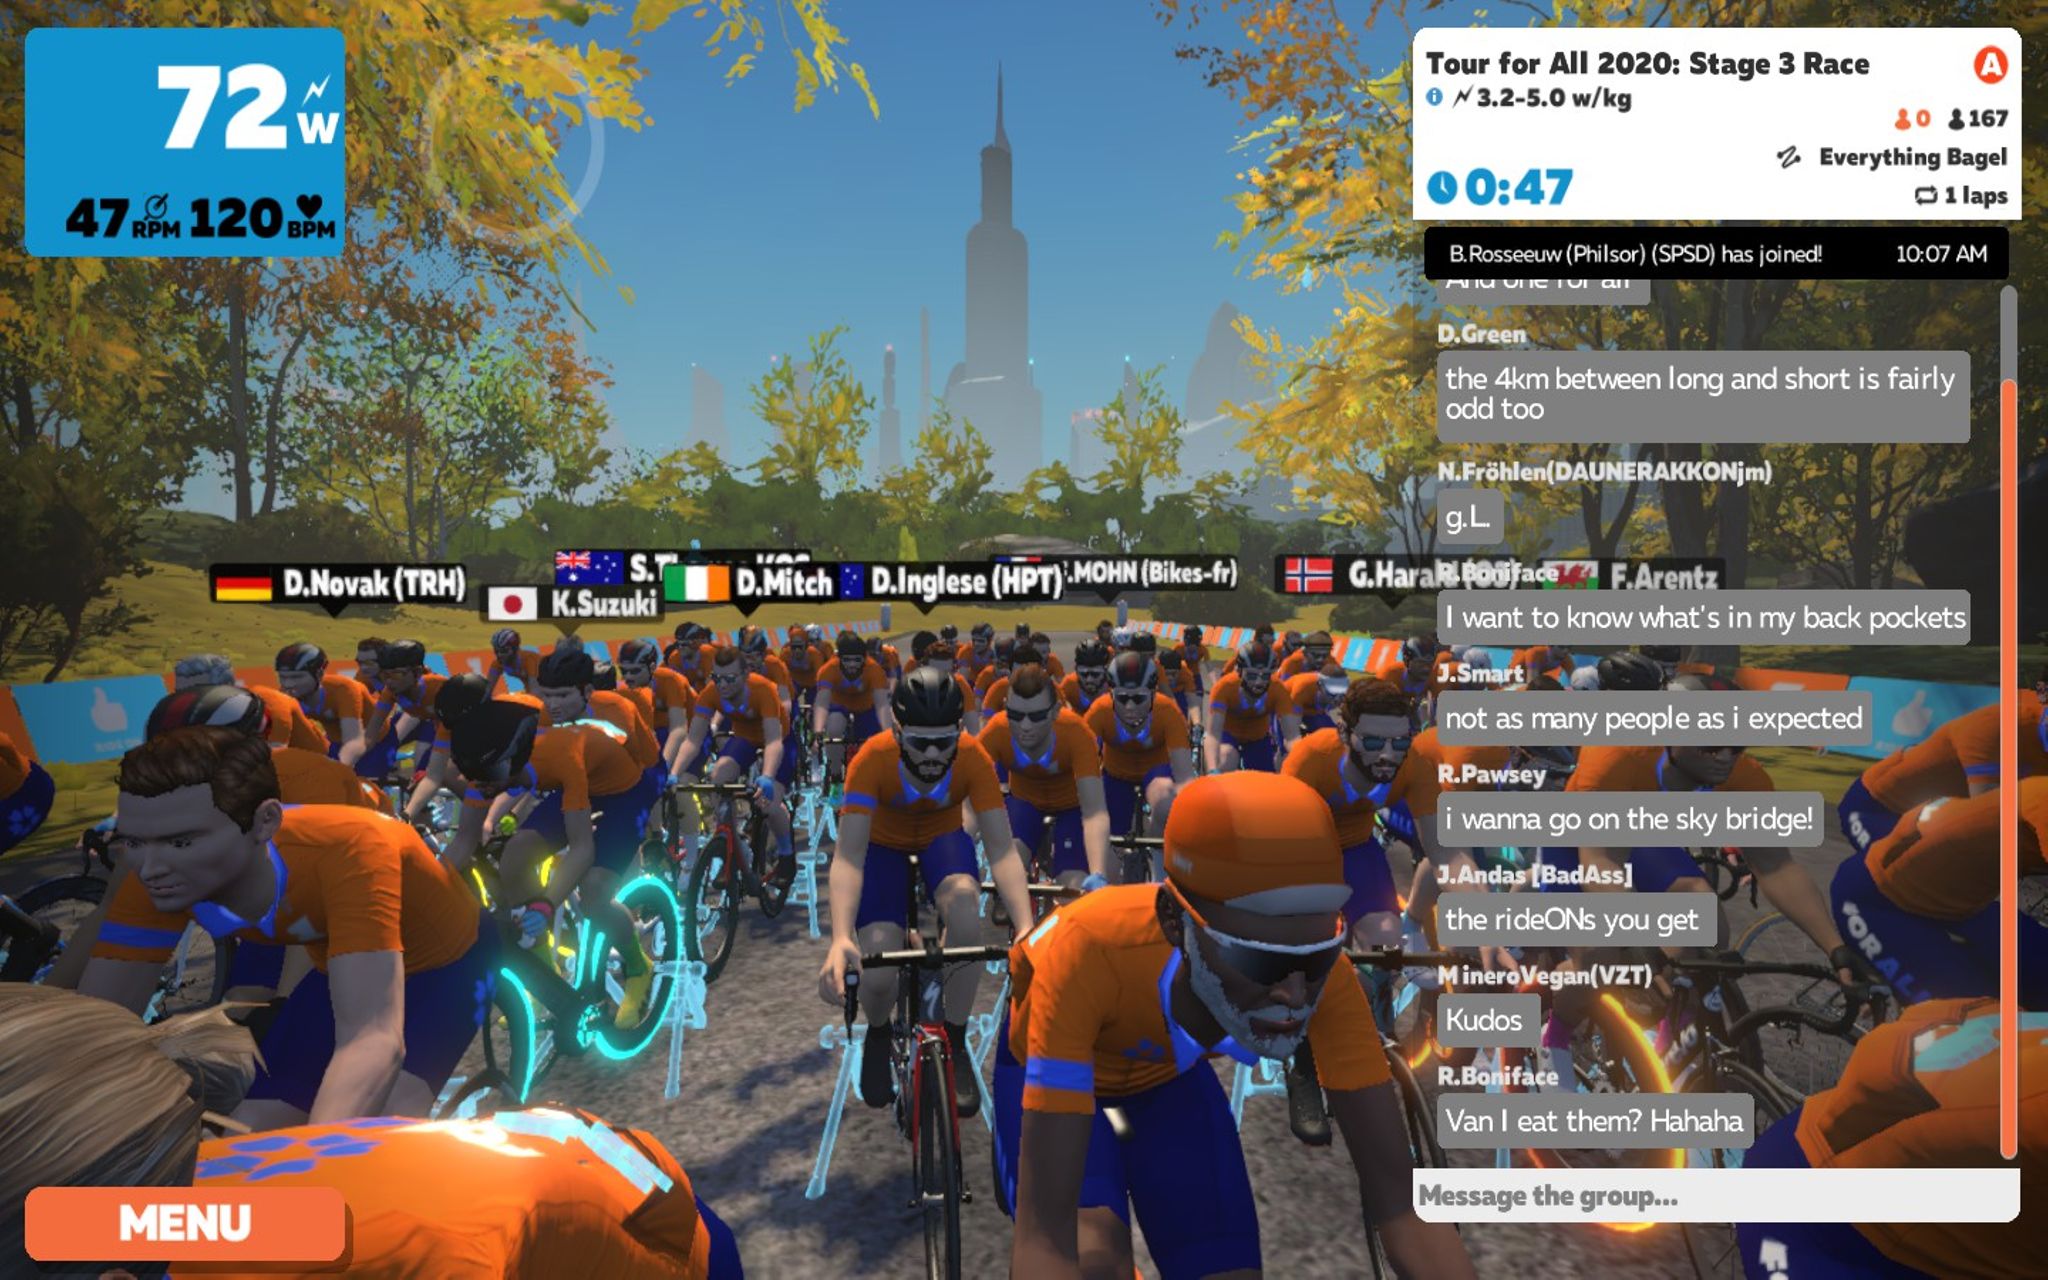 72 W
47 RPM 120 BPM
Tour for All 2020: Stage 3 Race A
3.2-5.0 w/kg
0 167
Everything Bagel
0:47
1 laps
B.Rosseeuw (Philsor) (SPSD) has joined! 10:07 AM
And one for all
D.Green
the 4km between long and short is fairly
odd too
N.Fröhlen(DAUNERAKKONjm)
g.L.
R.Boniface
I want to know what's in my back pockets
J.Smart
not as many people as i expected
R.Pawsey
i wanna go on the sky bridge!
J.Andas [BadAss]
the rideONs you get
MineroVegan(VZT)
Kudos
R.Boniface
Van I eat them? Hahaha
Message the group...
D.Novak (TRH)
K.Suzuki
D.Mitch
D.Inglese (HPT)
MOHN (Bikes-fr)
F.Arentz
MENU